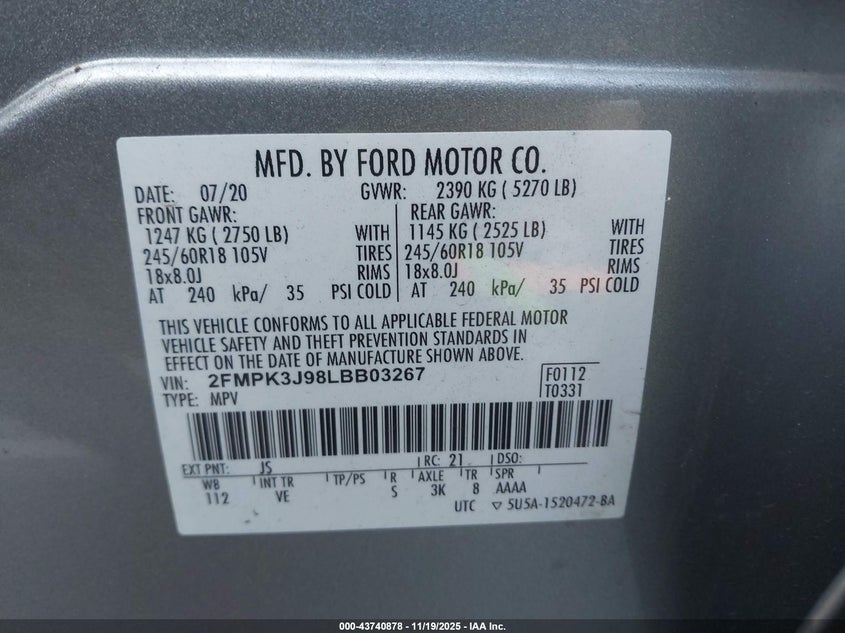 MFD. BY FORD MOTOR CO.
DATE: 07/20 GVWR: 2390 KG ( 5270 LB)
FRONT GAWR: REAR GAWR:
1247 KG ( 2750 LB) WITH 1145 KG ( 2525 LB) WITH
245/60R18 105V TIRES 245/60R18 105V TIRES
18x8.0J RIMS 18x8.0J RIMS
AT 240 kPa/ 35 PSI COLD AT 240 kPa/ 35 PSI COLD
THIS VEHICLE CONFORMS TO ALL APPLICABLE FEDERAL MOTOR
VEHICLE SAFETY AND THEFT PREVENTION STANDARDS IN
EFFECT ON THE DATE OF MANUFACTURE SHOWN ABOVE.
VIN: 2FMPK3J98LBB03267 F0112
TYPE: MPV T0331
EXT PNT: JS RC: 21 DSO:
WB INT TR TP/PS R AXLE TR SPR
112 VE S 3K 8 AAAA
UTC ▽ 5U5A-1520472-BA
000-43740878 - 11/19/2025 - IAA Inc.